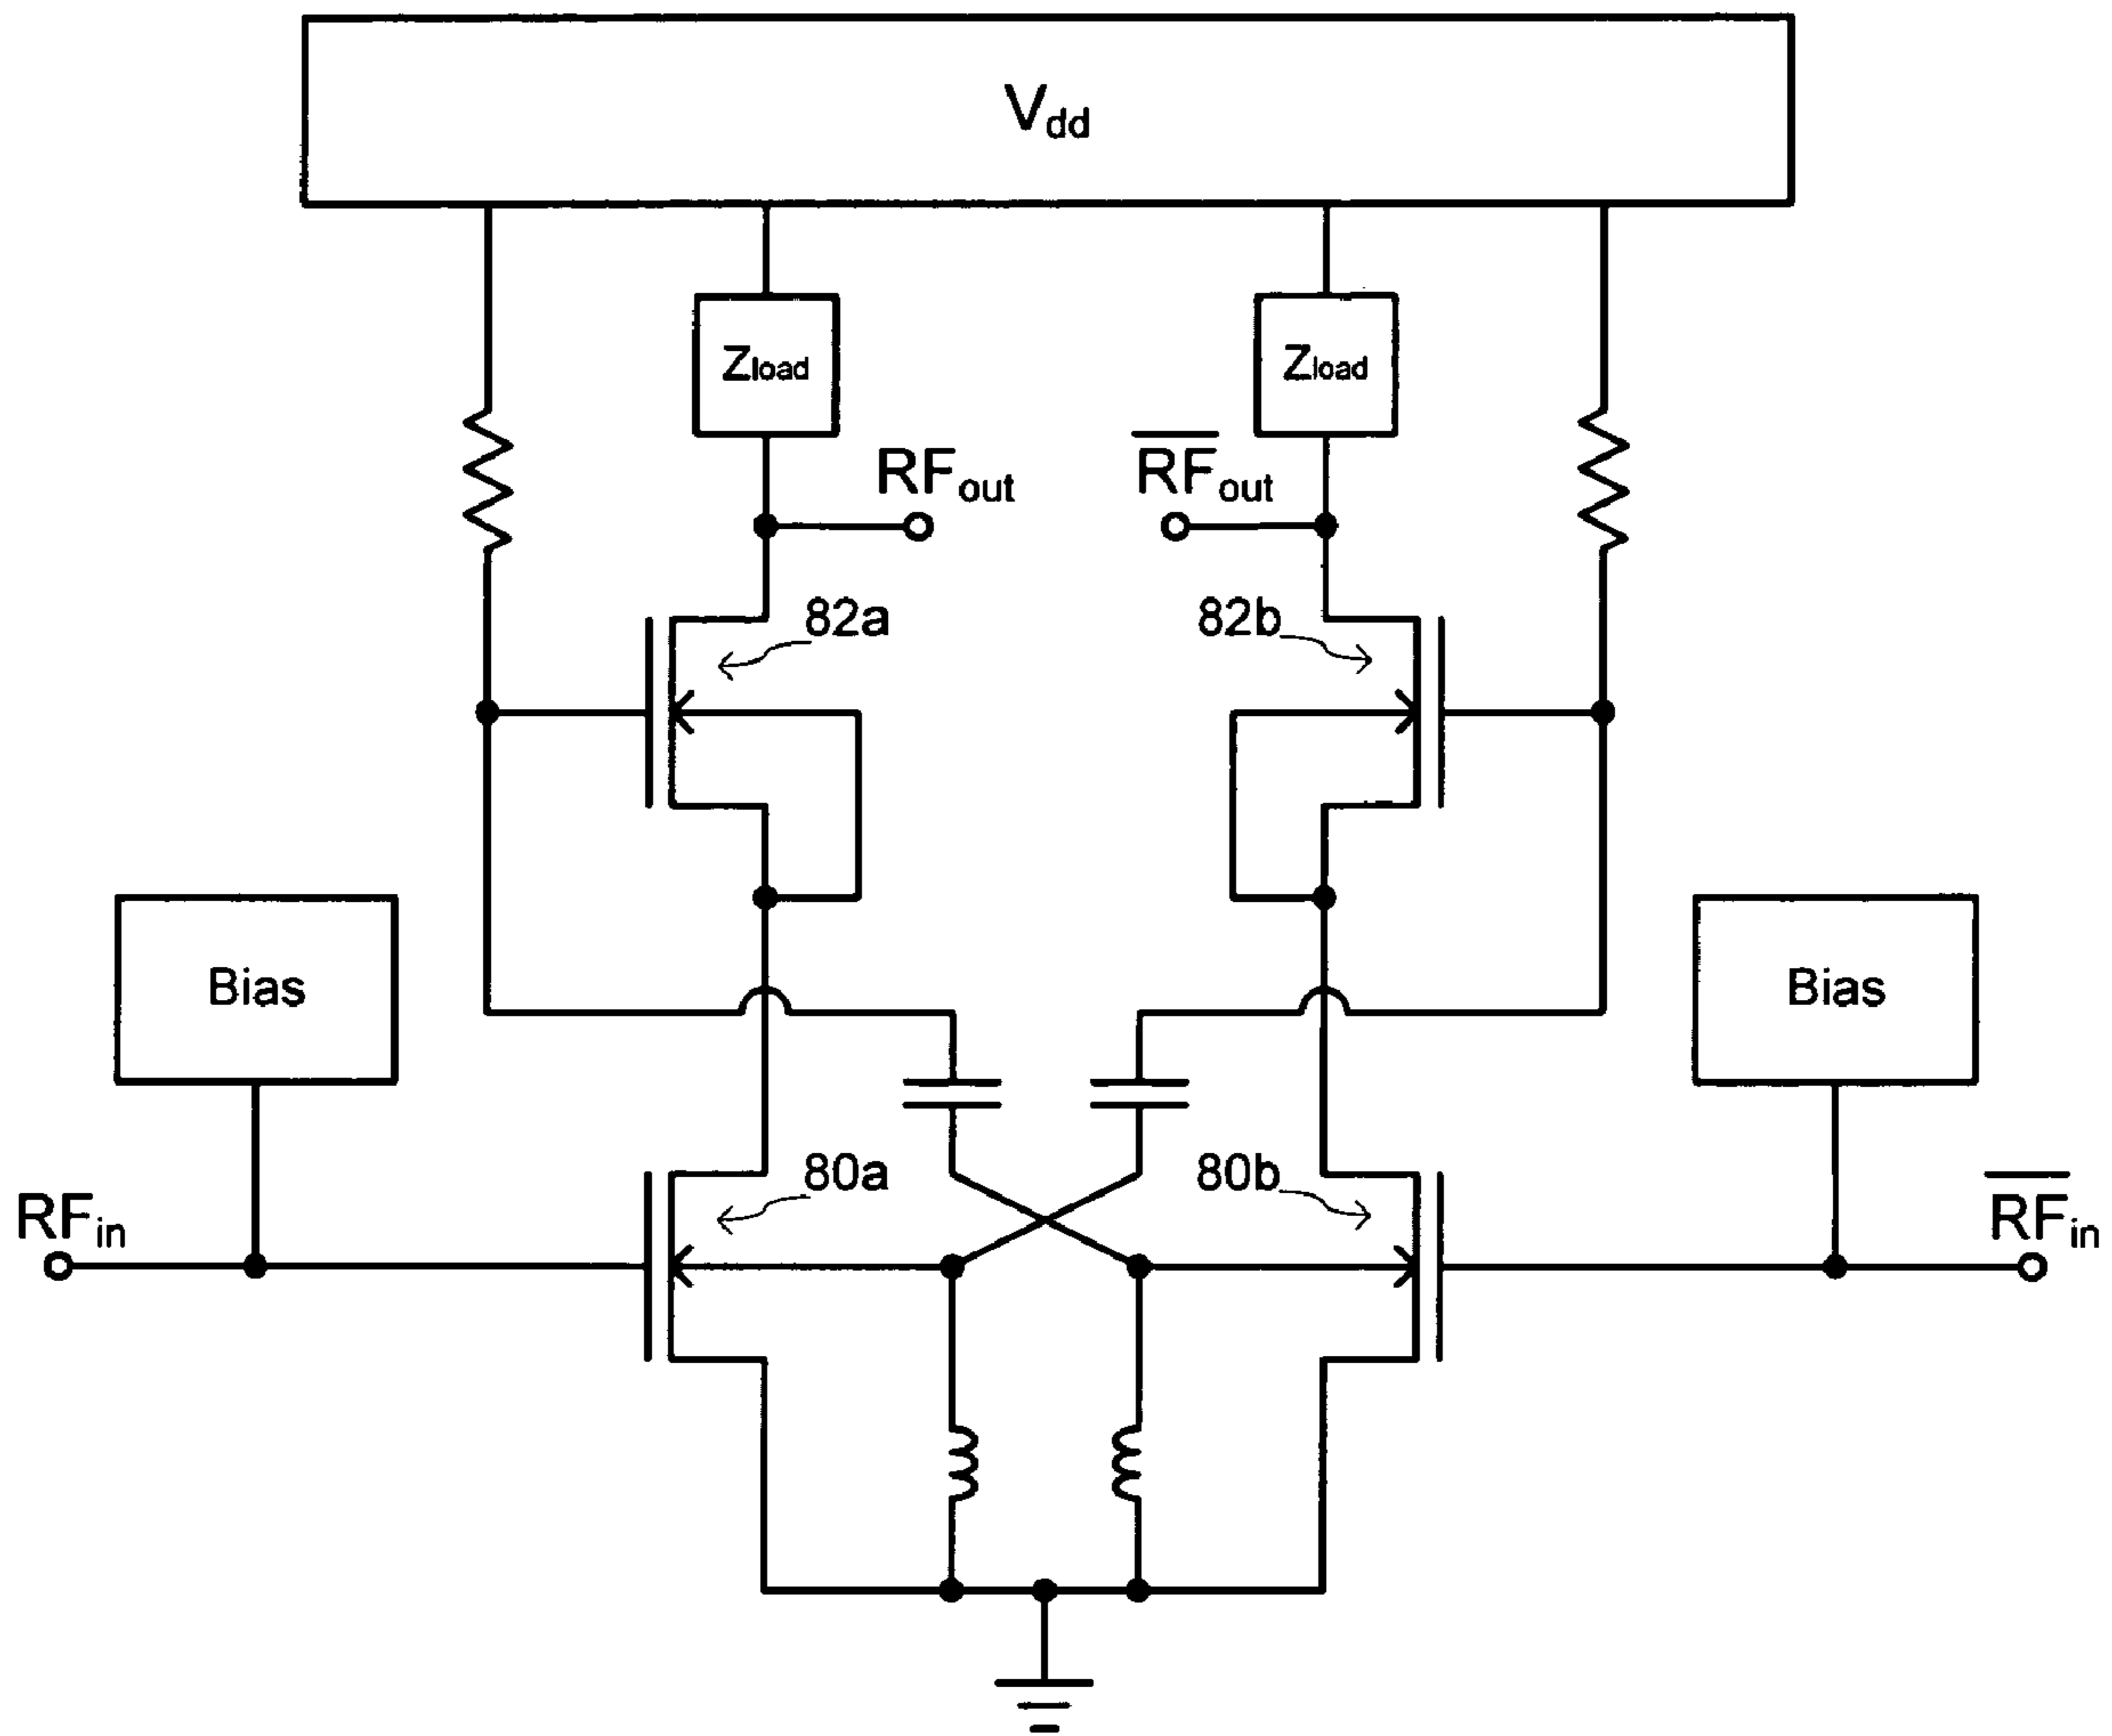 Vdd
Zload
Zload
RFout
RFout
82a
82b
Bias
Bias
80a
80b
RFin
RFin